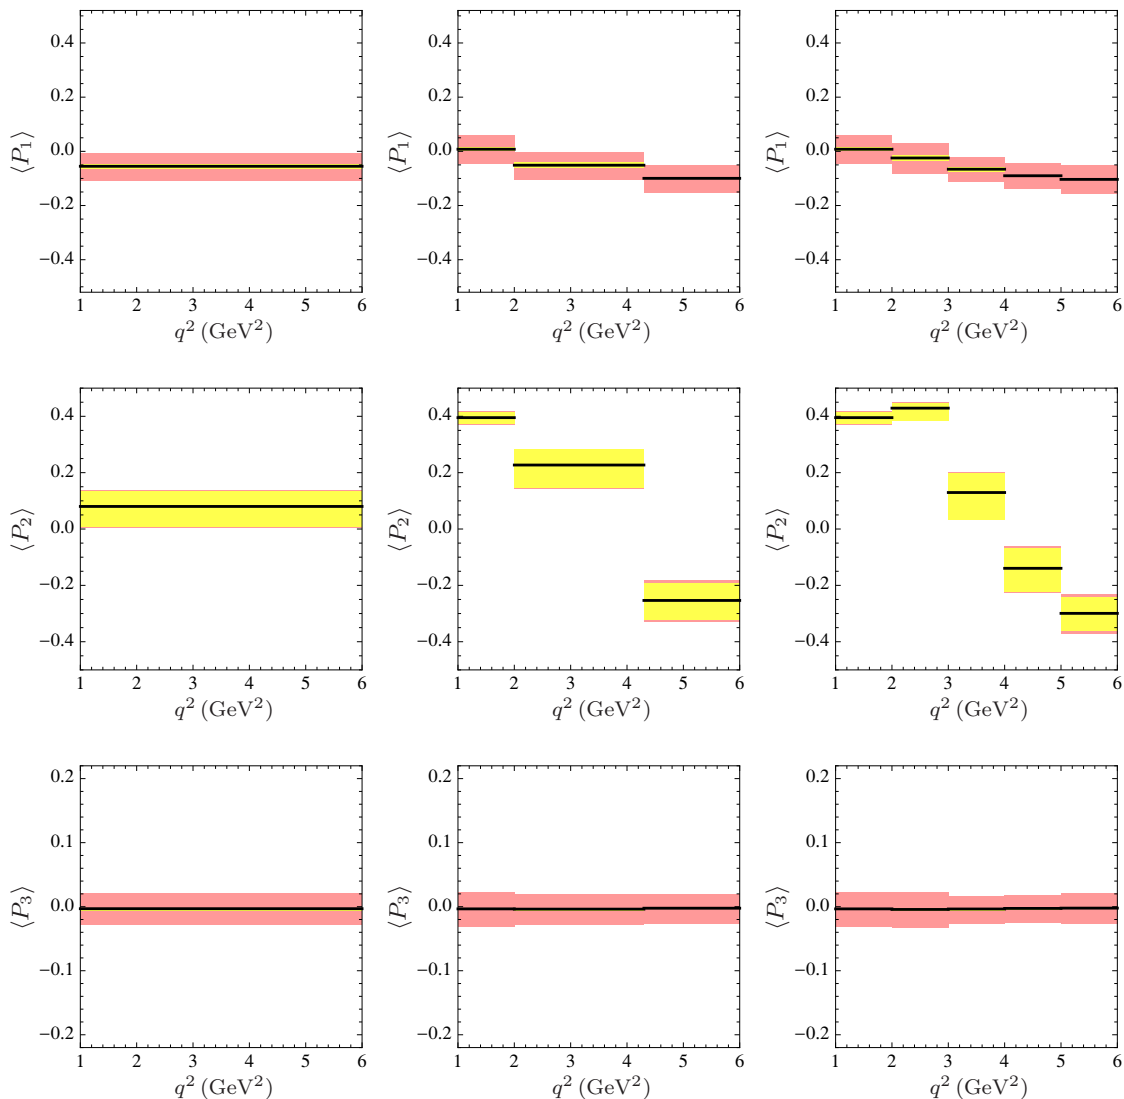 0.4 0.4 0.4
0.2 0.2 0.2
⟨P₁⟩ 0.0 ⟨P₁⟩ 0.0 ⟨P₁⟩ 0.0
−0.2 −0.2 −0.2
−0.4 −0.4 −0.4
1 2 3 4 5 6 1 2 3 4 5 6 1 2 3 4 5 6
q² (GeV²) q² (GeV²) q² (GeV²)
0.4 0.4 0.4
0.2 0.2 0.2
⟨P₂⟩ 0.0 ⟨P₂⟩ 0.0 ⟨P₂⟩ 0.0
−0.2 −0.2 −0.2
−0.4 −0.4 −0.4
1 2 3 4 5 6 1 2 3 4 5 6 1 2 3 4 5 6
q² (GeV²) q² (GeV²) q² (GeV²)
0.2 0.2 0.2
0.1 0.1 0.1
⟨P₃⟩ 0.0 ⟨P₃⟩ 0.0 ⟨P₃⟩ 0.0
−0.1 −0.1 −0.1
−0.2 −0.2 −0.2
1 2 3 4 5 6 1 2 3 4 5 6 1 2 3 4 5 6
q² (GeV²) q² (GeV²) q² (GeV²)